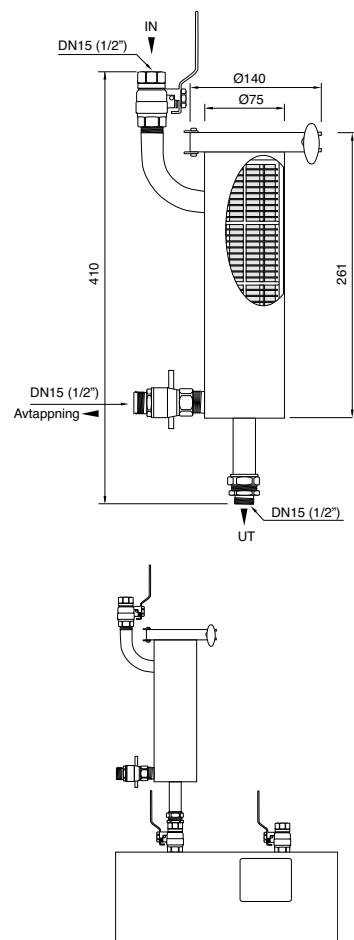 IN
DN15 (1/2")
Ø140
Ø75
410
261
DN15 (1/2")
Avtappning
DN15 (1/2")
UT